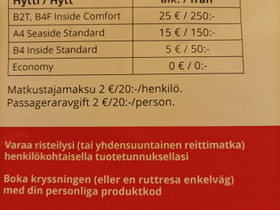 Hytti / Hytt alk. / från
B2T, B4F Inside Comfort 25 € / 250:-
A4 Seaside Standard 15 € / 150:-
B4 Inside Standard 5 € / 50:-
Economy 0 € / 0:-
Matkustajamaksu 2 €/20:-/henkilö.
Passageraravgift 2 €/20:-/person.
Varaa risteilysi (tai yhdensuuntainen reittimatka)
henkilökohtaisella tuotetunnuksellasi
Boka kryssningen (eller en ruttresa enkelväg)
med din personliga produktkod